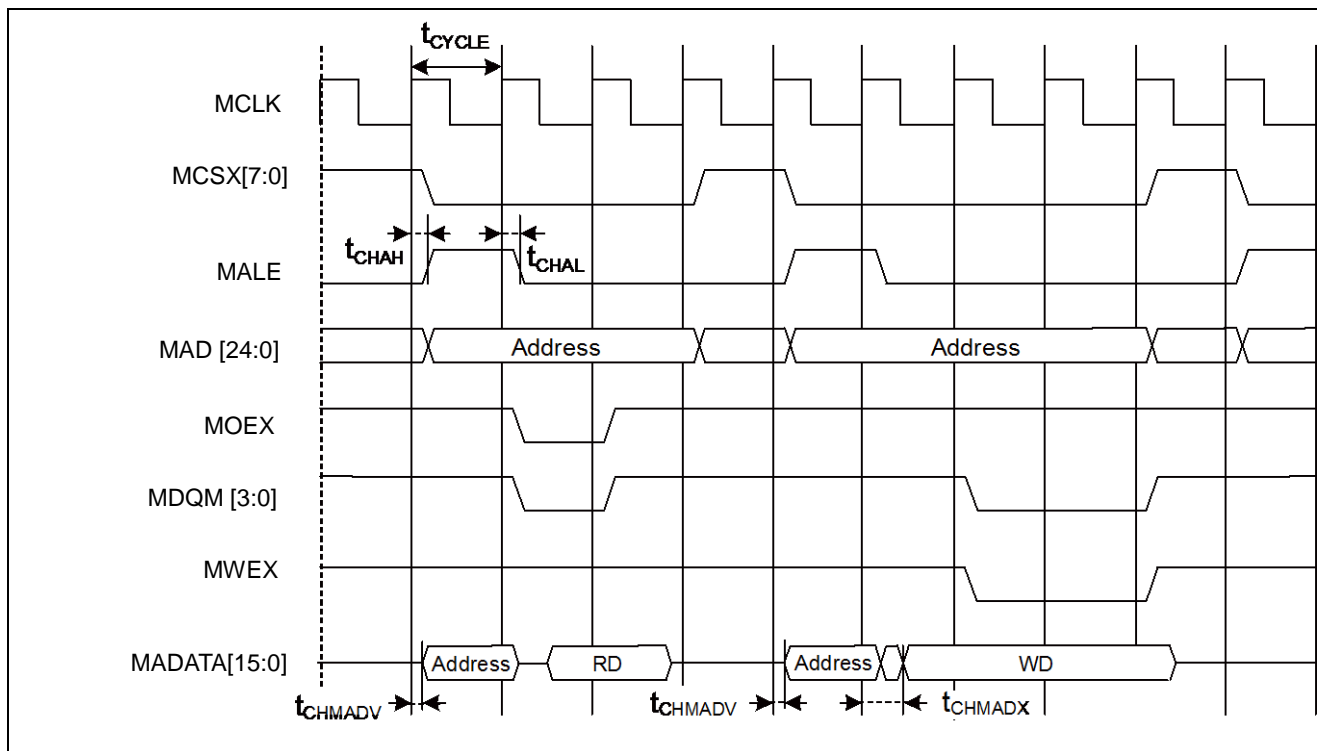 tCYCLE
MCLK
MCSX[7:0]
tCHAH
tCHAL
MALE
MAD [24:0]
Address
Address
MOEX
MDQM [3:0]
MWEX
MADATA[15:0]
Address
RD
Address
WD
tCHMADV
tCHMADV
tCHMADX